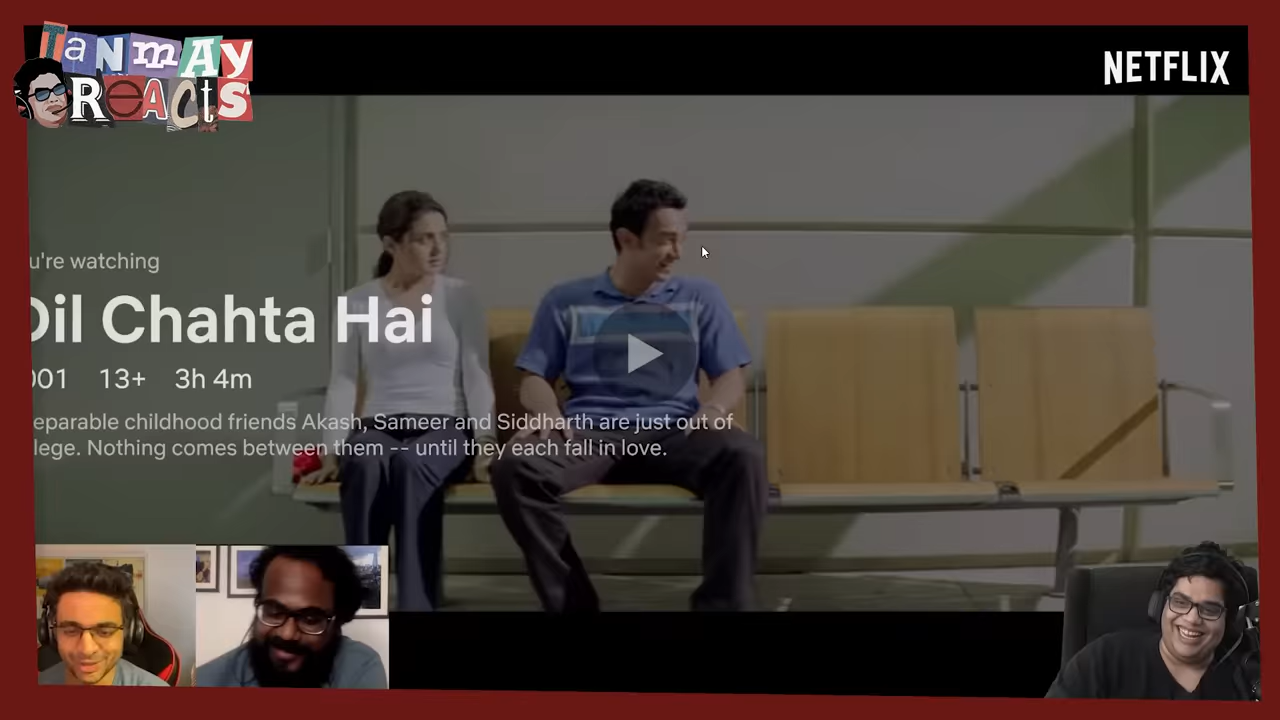 TaNmAy
ReACtS
NETFLIX
u're watching
Dil Chahta Hai
001 13+ 3h 4m
eparable childhood friends Akash, Sameer and Siddharth are just out of
lege. Nothing comes between them -- until they each fall in love.